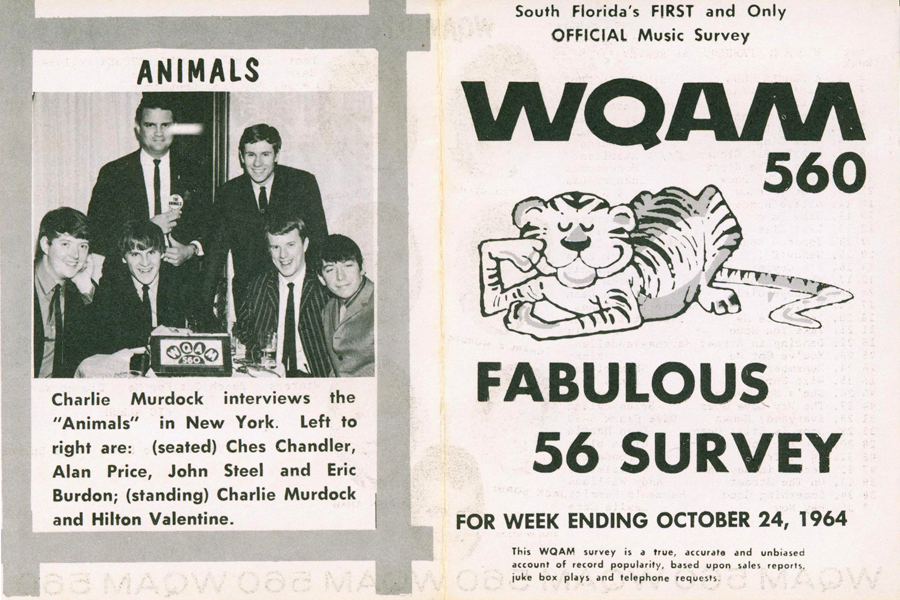 ANIMALS
WQAM
560
Charlie Murdock interviews the
"Animals" in New York. Left to
right are: (seated) Ches Chandler,
Alan Price, John Steel and Eric
Burdon; (standing) Charlie Murdock
and Hilton Valentine.
South Florida's FIRST and Only
OFFICIAL Music Survey
WQAM
560
FABULOUS
56 SURVEY
FOR WEEK ENDING OCTOBER 24, 1964
This WQAM survey is a true, accurate and unbiased
account of record popularity, based upon sales reports,
juke box plays and telephone requests.